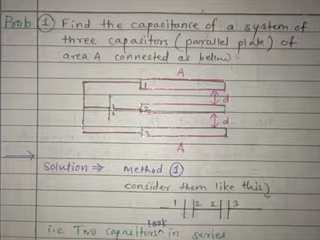 Prob ① Find the capacitance of a system of
three capacitors (parallel plate) of
area A connected as below:
A
1
d
2
d
3
A
Solution ⇒ Method ①
consider them like this
1 2 2 3
i.e Two capacitors look in series